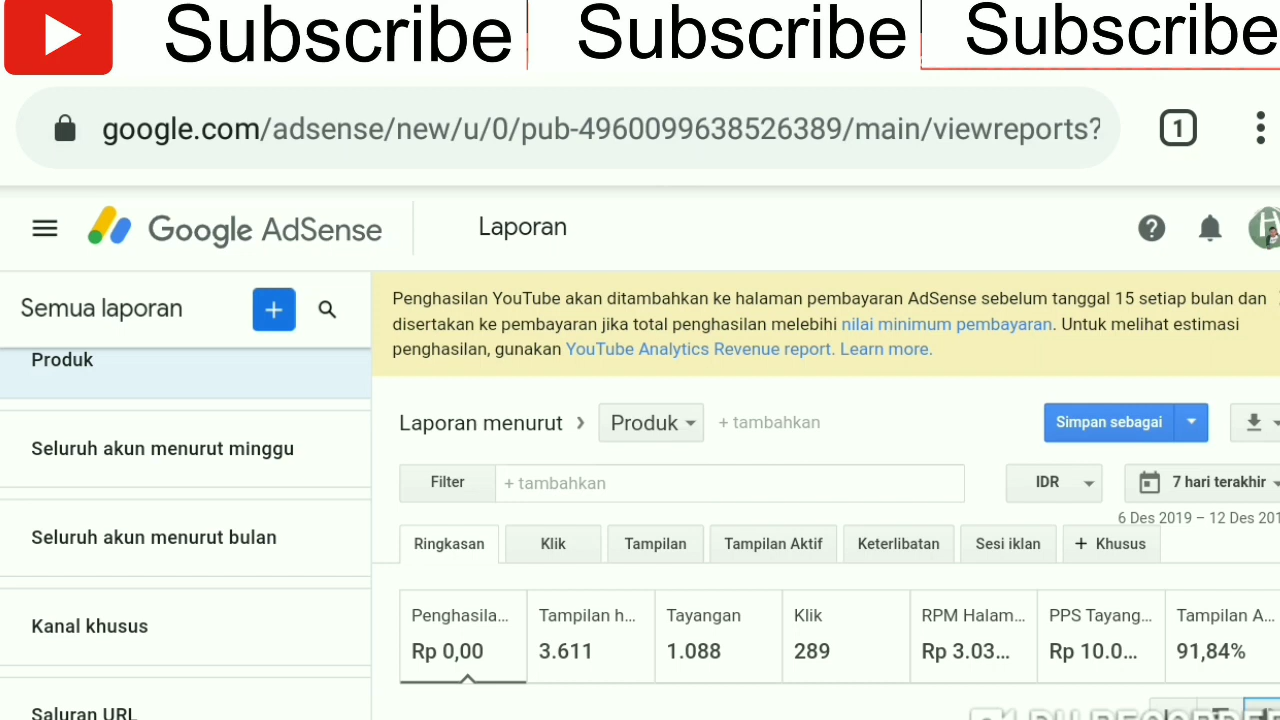 Subscribe Subscribe Subscribe
google.com/adsense/new/u/0/pub-4960099638526389/main/viewreports?
1
Google AdSense
Laporan
Semua laporan
Penghasilan YouTube akan ditambahkan ke halaman pembayaran AdSense sebelum tanggal 15 setiap bulan dan
disertakan ke pembayaran jika total penghasilan melebihi nilai minimum pembayaran. Untuk melihat estimasi
penghasilan, gunakan YouTube Analytics Revenue report. Learn more.
Produk
Seluruh akun menurut minggu
Seluruh akun menurut bulan
Kanal khusus
Saluran URL
Laporan menurut › Produk + tambahkan
Simpan sebagai
Filter + tambahkan
IDR
7 hari terakhir
6 Des 2019 – 12 Des 201
Ringkasan Klik Tampilan Tampilan Aktif Keterlibatan Sesi iklan + Khusus
Penghasila... Tampilan h... Tayangan Klik RPM Halam... PPS Tayang... Tampilan A...
Rp 0,00 3.611 1.088 289 Rp 3.03... Rp 10.0... 91,84%